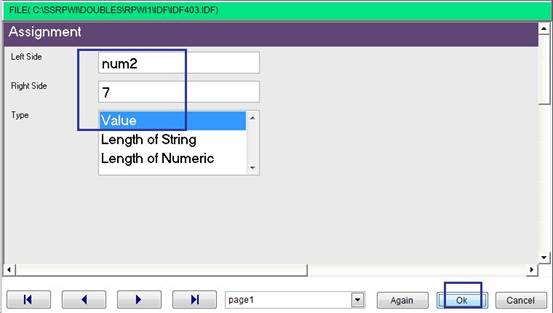 FILE( C:\SSRPWI\DOUBLES\RPWI1\IDF\IDF403.IDF)
Assignment
Left Side
num2
Right Side
7
Type
Value
Length of String
Length of Numeric
page1
Again
Ok
Cancel